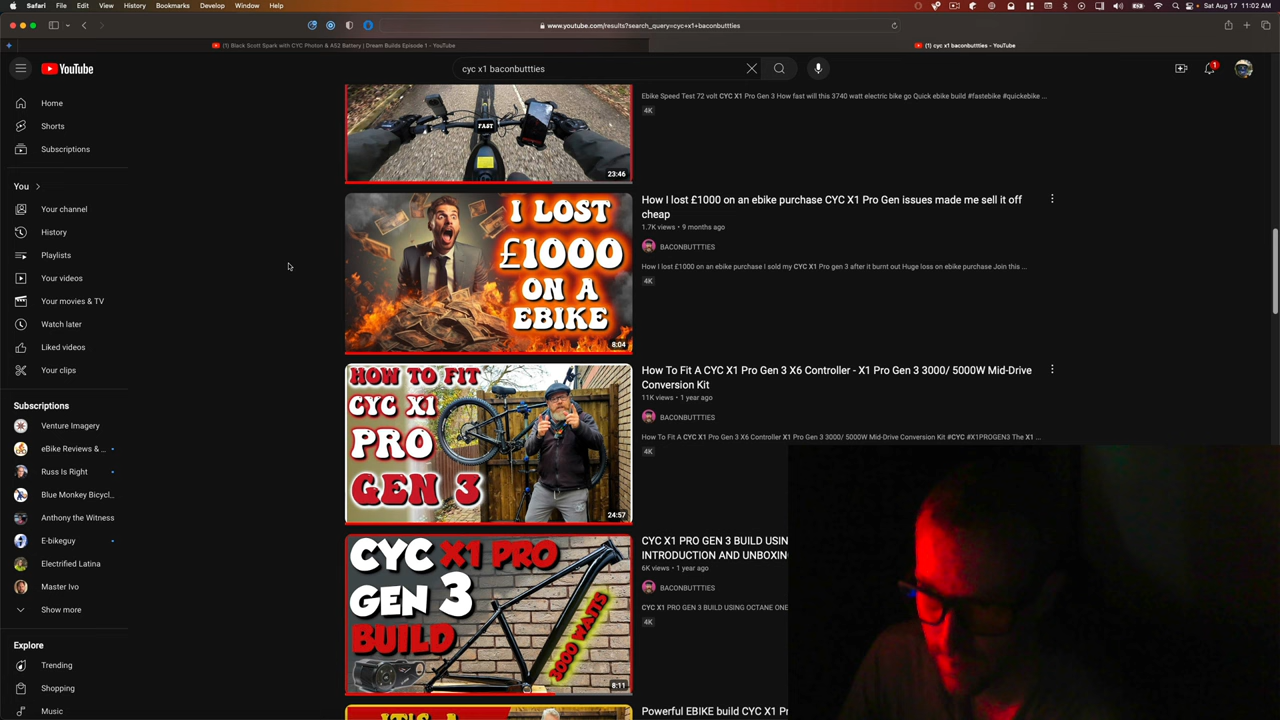 Safari File Edit View History Bookmarks Develop Window Help
Sat Aug 17 11:02 AM
www.youtube.com/results?search_query=cyc+x1+baconbuttties
(1) Black Scott Spark with CYC Photon & A52 Battery | Dream Builds Episode 1 - YouTube
(1) cyc x1 baconbuttties - YouTube
YouTube
cyc x1 baconbuttties
1
Home
Shorts
Subscriptions
You
Your channel
History
Playlists
Your videos
Your movies & TV
Watch later
Liked videos
Your clips
Subscriptions
Venture Imagery
eBike Reviews & ...
Russ Is Right
Blue Monkey Bicycl...
Anthony the Witness
E-bikeguy
Electrified Latina
Master Ivo
Show more
Explore
Trending
Shopping
Music
FAST
23:46
Ebike Speed Test 72 volt CYC X1 Pro Gen 3 How fast will this 3740 watt electric bike go Quick ebike build #fastebike #quickebike ...
4K
I LOST
£1000
ON A
EBIKE
8:04
How I lost £1000 on an ebike purchase CYC X1 Pro Gen issues made me sell it off
cheap
1.7K views • 9 months ago
BACONBUTTTIES
How I lost £1000 on an ebike purchase I sold my CYC X1 Pro gen 3 after it burnt out Huge loss on ebike purchase Join this ...
4K
HOW TO FIT
CYC X1
PRO
GEN 3
24:57
How To Fit A CYC X1 Pro Gen 3 X6 Controller - X1 Pro Gen 3 3000/ 5000W Mid-Drive
Conversion Kit
11K views • 1 year ago
BACONBUTTTIES
How To Fit A CYC X1 Pro Gen 3 X6 Controller X1 Pro Gen 3 3000/ 5000W Mid-Drive Conversion Kit #CYC #X1PROGEN3 The X1 ...
4K
CYC X1 PRO
GEN 3
BUILD
3000 WATTS
8:11
CYC X1 PRO GEN 3 BUILD USIN
INTRODUCTION AND UNBOXIN
6K views • 1 year ago
BACONBUTTTIES
CYC X1 PRO GEN 3 BUILD USING OCTANE ONE
4K
Powerful EBIKE build CYC X1 Pr